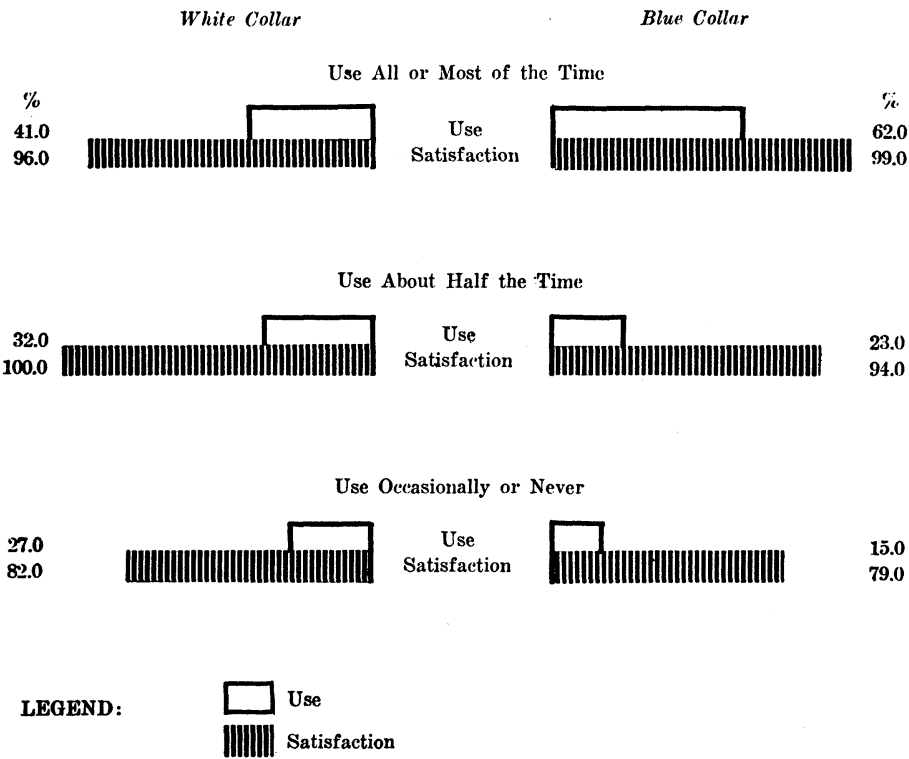 White Collar Blue Collar
Use All or Most of the Time
% %
41.0 Use 62.0
96.0 Satisfaction 99.0
Use About Half the Time
32.0 Use 23.0
100.0 Satisfaction 94.0
Use Occasionally or Never
27.0 Use 15.0
82.0 Satisfaction 79.0
LEGEND: Use
Satisfaction